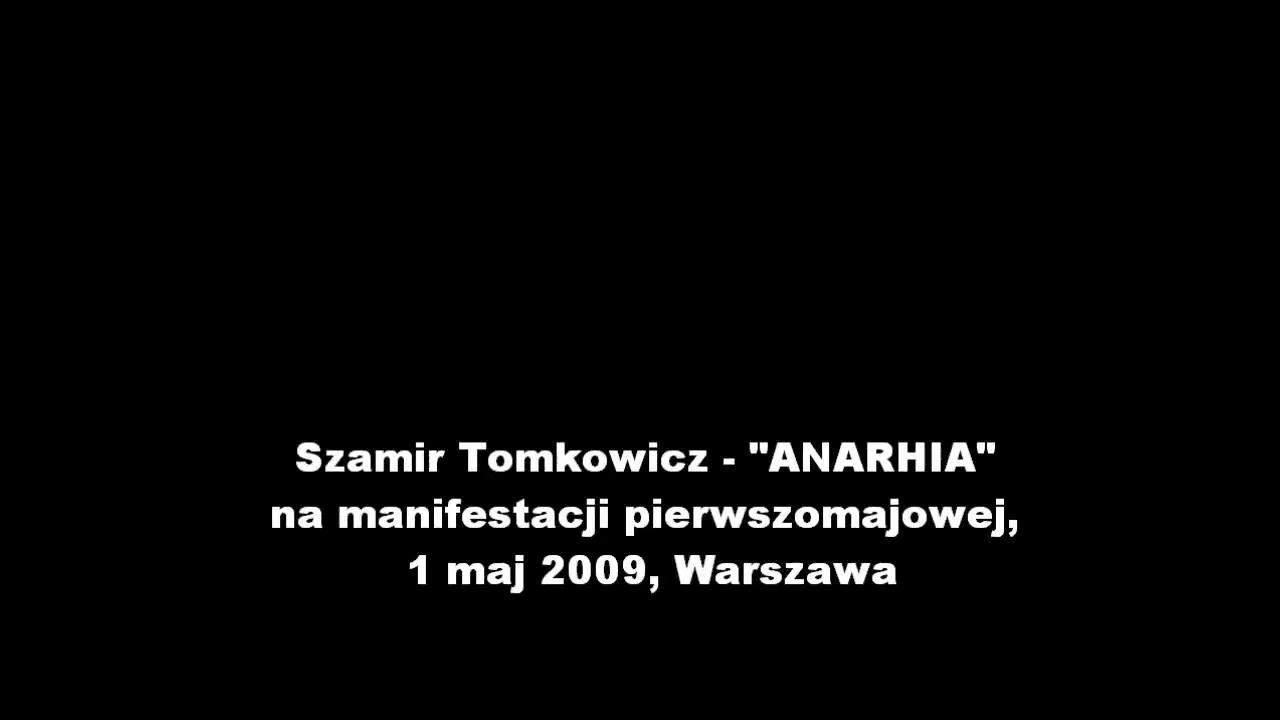 Szamir Tomkowicz - "ANARHIA"
na manifestacji pierwszomajowej,
1 maj 2009, Warszawa